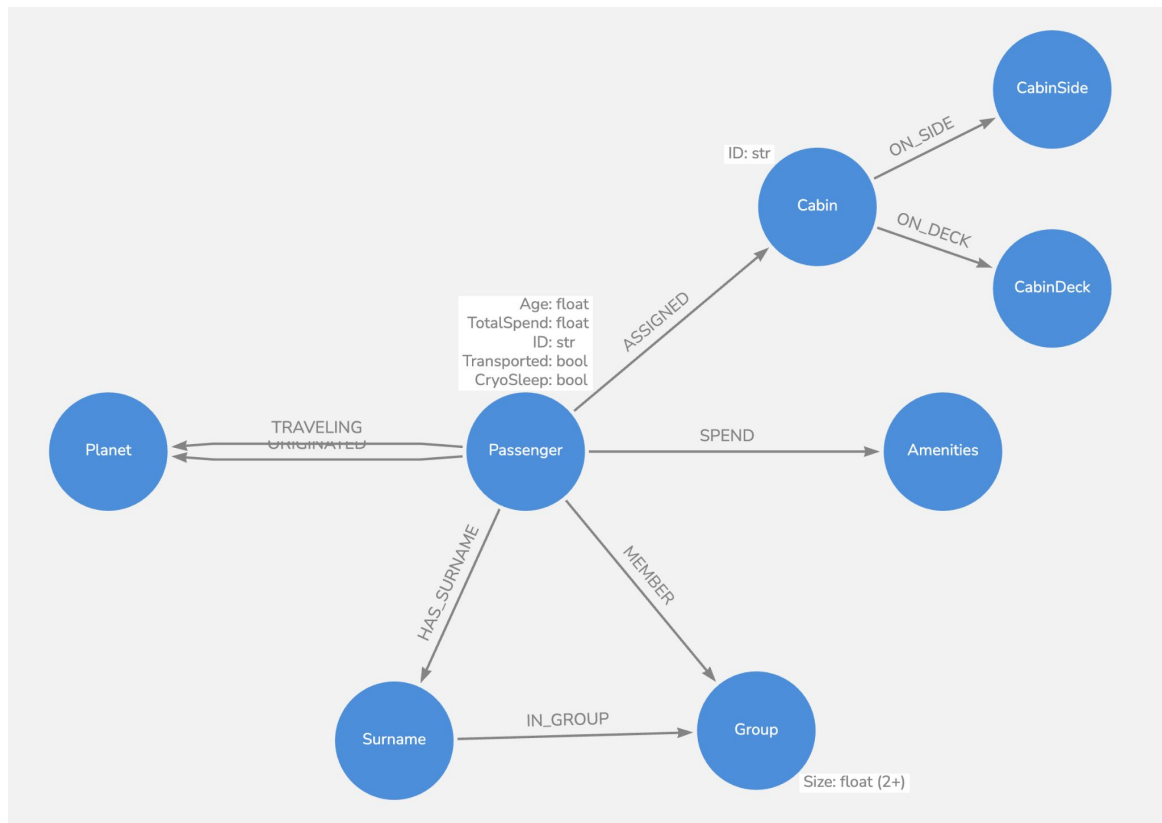 CabinSide
ON_SIDE
ID: str
Cabin
ON_DECK
CabinDeck
Age: float
TotalSpend: float
ID: str
Transported: bool
CryoSleep: bool
ASSIGNED
TRAVELING
ORIGINATED
Planet
Passenger
SPEND
Amenities
HAS_SURNAME
MEMBER
Surname
IN_GROUP
Group
Size: float (2+)